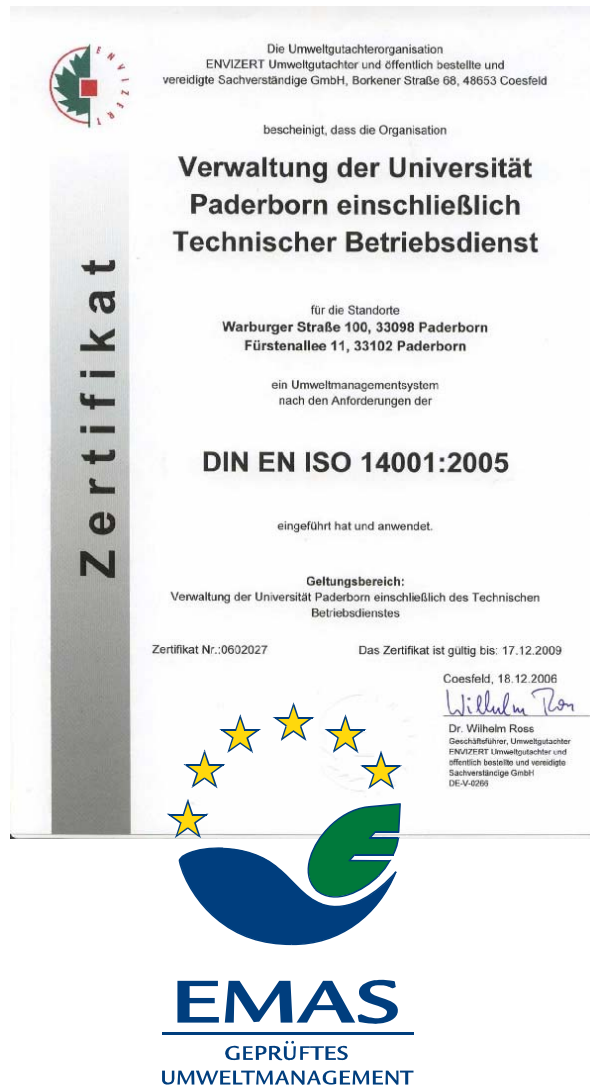 ENVIZERT
Die Umweltgutachterorganisation
ENVIZERT Umweltgutachter und öffentlich bestellte und
vereidigte Sachverständige GmbH, Borkener Straße 68, 48653 Coesfeld
bescheinigt, dass die Organisation
Verwaltung der Universität
Paderborn einschließlich
Technischer Betriebsdienst
Zertifikat
für die Standorte
Warburger Straße 100, 33098 Paderborn
Fürstenallee 11, 33102 Paderborn
ein Umweltmanagementsystem
nach den Anforderungen der
DIN EN ISO 14001:2005
eingeführt hat und anwendet.
Geltungsbereich:
Verwaltung der Universität Paderborn einschließlich des Technischen
Betriebsdienstes
Zertifikat Nr.:0602027
Das Zertifikat ist gültig bis: 17.12.2009
Coesfeld, 18.12.2006
Wilhelm Ross
Dr. Wilhelm Ross
Geschäftsführer, Umweltgutachter
ENVIZERT Umweltgutachter und
öffentlich bestellte und vereidigte
Sachverständige GmbH
DE-V-0266
EMAS
GEPRÜFTES
UMWELTMANAGEMENT